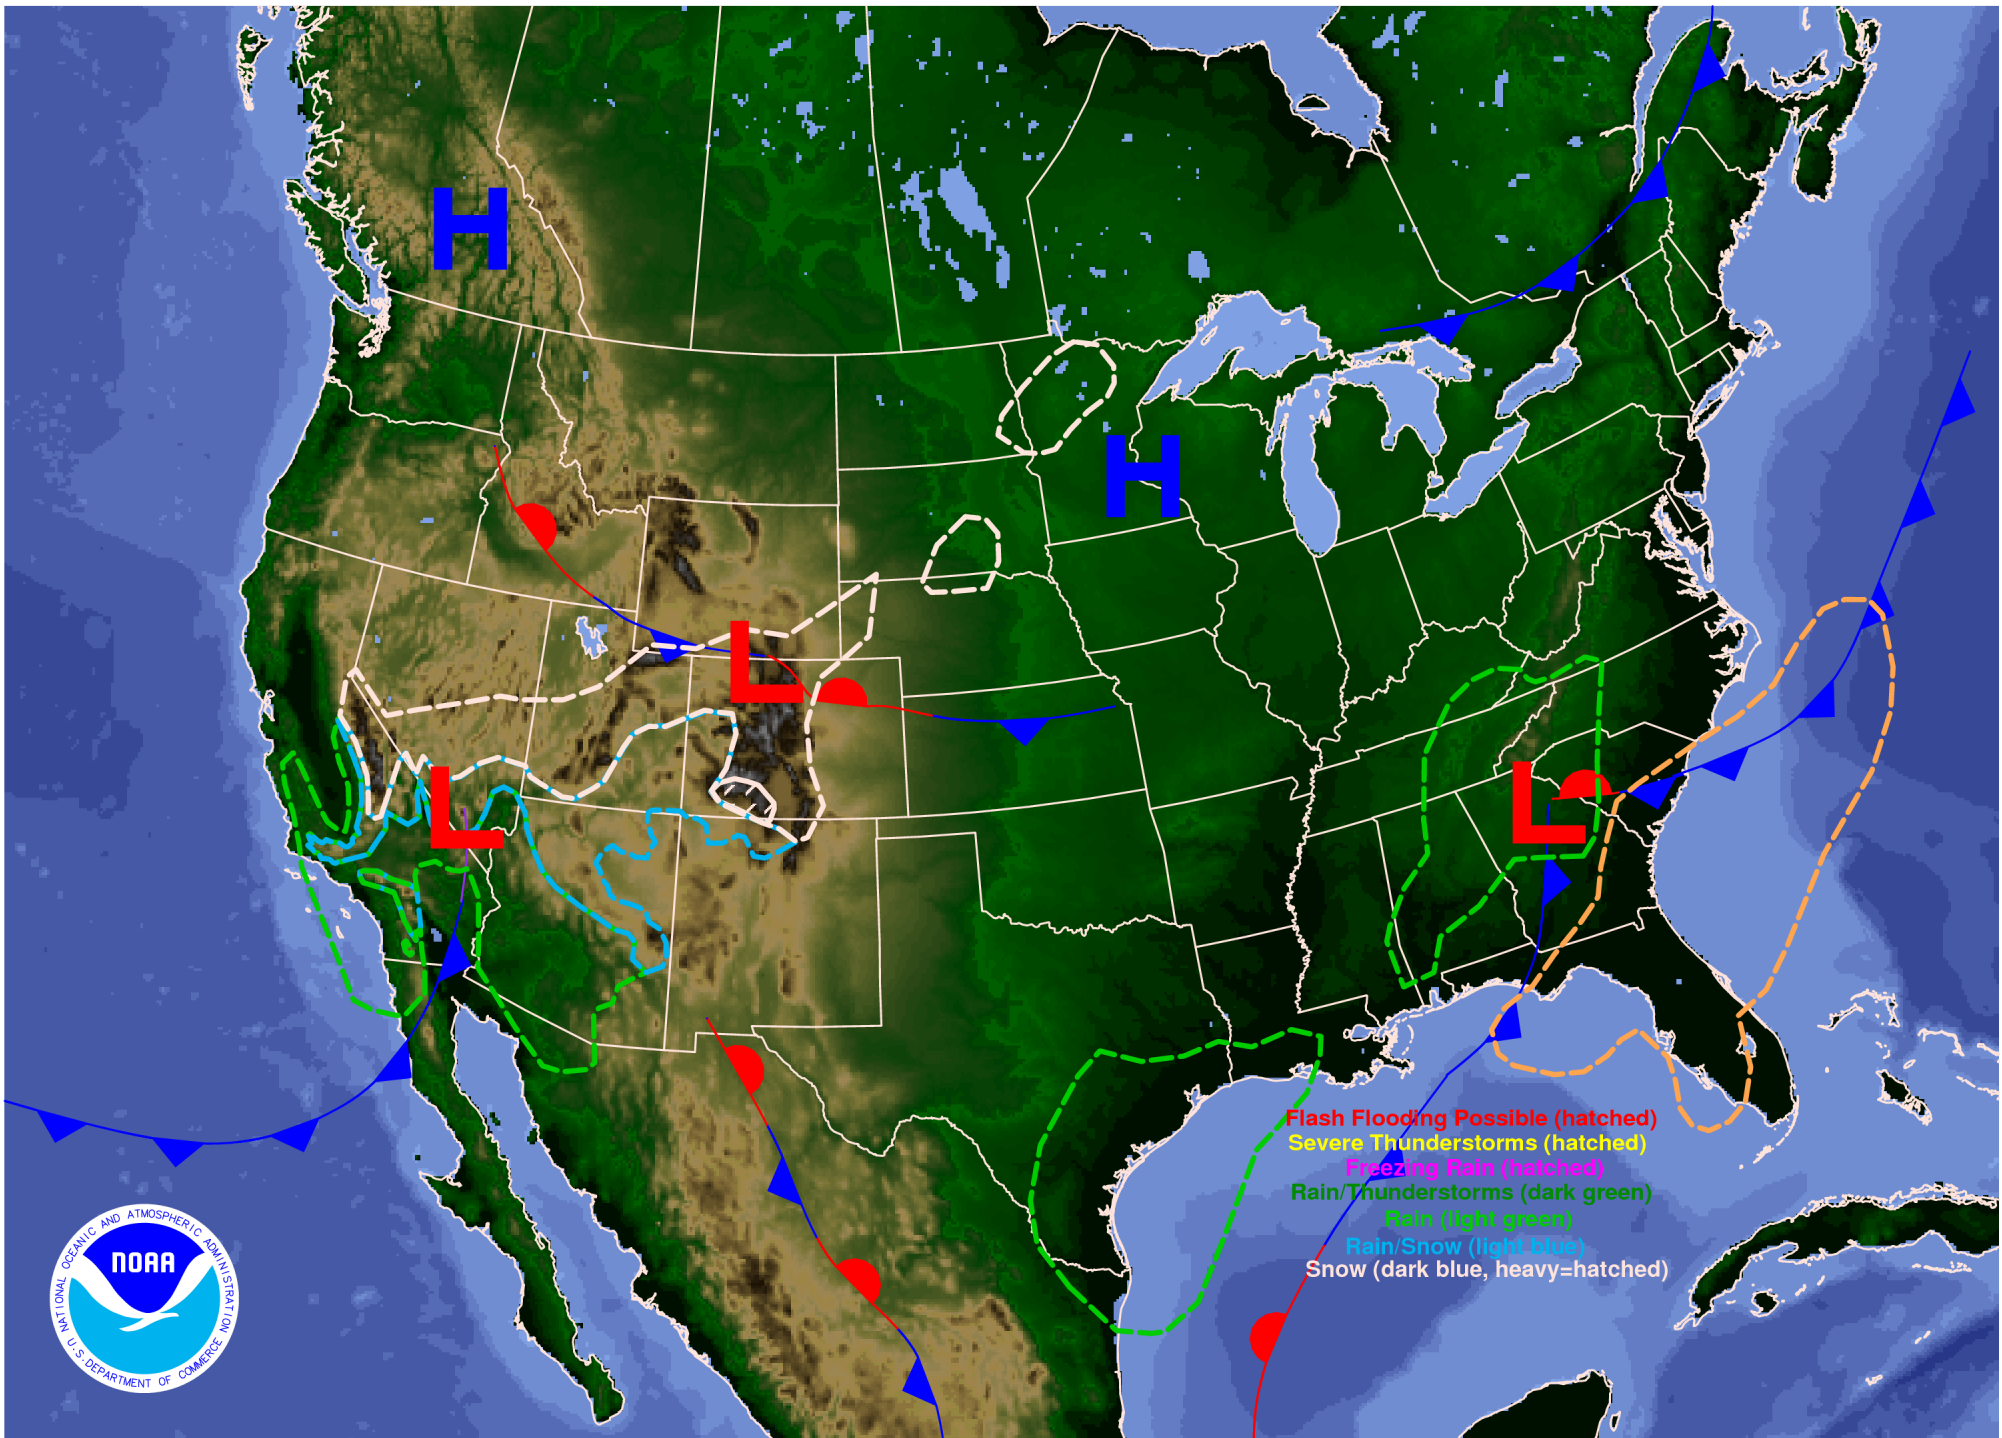 H
H
L
L
L
Flash Flooding Possible (hatched)
Severe Thunderstorms (hatched)
Freezing Rain (hatched)
Rain/Thunderstorms (dark green)
Rain (light green)
Rain/Snow (light blue)
Snow (dark blue, heavy=hatched)
NATIONAL OCEANIC AND ATMOSPHERIC ADMINISTRATION
NOAA
U.S. DEPARTMENT OF COMMERCE